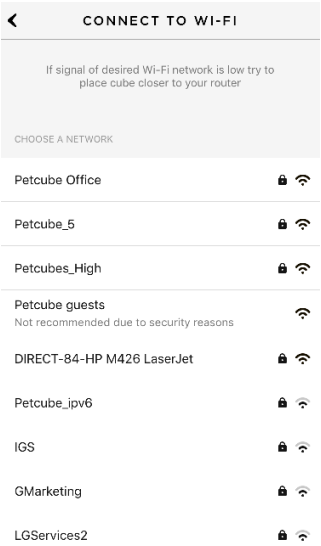 CONNECT TO WI-FI
If signal of desired Wi-Fi network is low try to
place cube closer to your router
CHOOSE A NETWORK
Petcube Office
Petcube_5
Petcubes_High
Petcube guests
Not recommended due to security reasons
DIRECT-84-HP M426 LaserJet
Petcube_ipv6
IGS
GMarketing
LGServices2